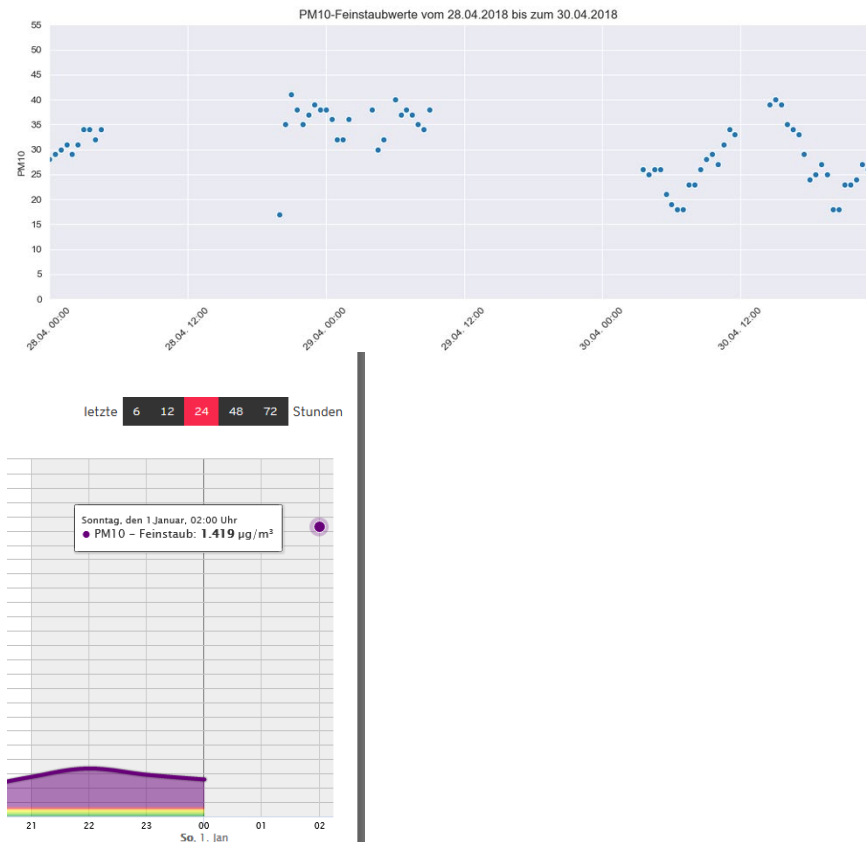 PM10-Feinstaubwerte vom 28.04.2018 bis zum 30.04.2018
55
50
45
40
35
30
25
20
15
10
5
0
PM10
28.04. 00:00
28.04. 12:00
29.04. 00:00
29.04. 12:00
30.04. 00:00
30.04. 12:00
letzte 6 12 24 48 72 Stunden
Sonntag, den 1.Januar, 02:00 Uhr
● PM10 – Feinstaub: 1.419 µg/m³
21 22 23 00 01 02
So, 1. Jan